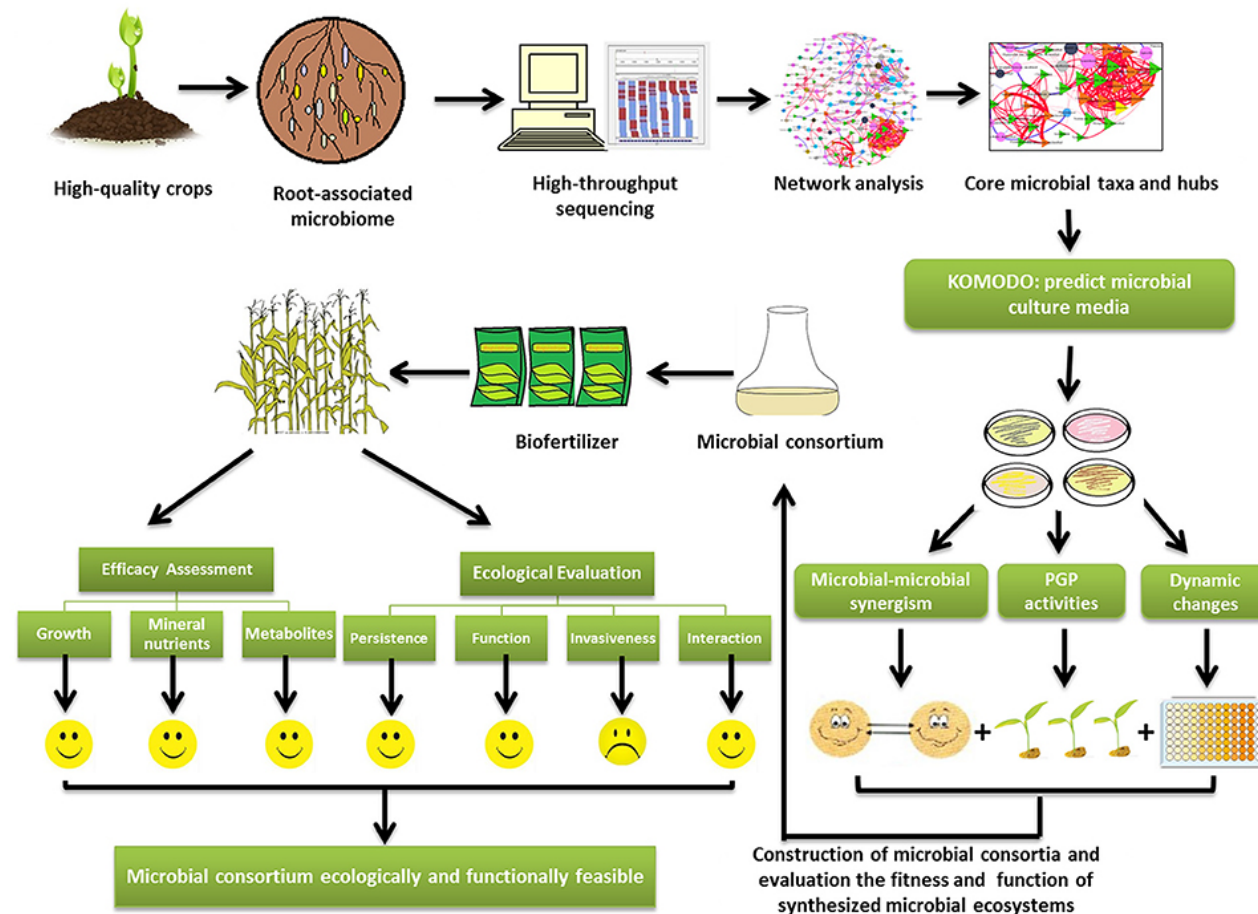 High-quality crops
Root-associated
microbiome
High-throughput
sequencing
Network analysis
Core microbial taxa and hubs
KOMODO: predict microbial
culture media
Biofertilizer
Microbial consortium
Efficacy Assessment
Ecological Evaluation
Growth
Mineral
nutrients
Metabolites
Persistence
Function
Invasiveness
Interaction
Microbial-microbial
synergism
PGP
activities
Dynamic
changes
+
+
Microbial consortium ecologically and functionally feasible
Construction of microbial consortia and
evaluation the fitness and function of
synthesized microbial ecosystems